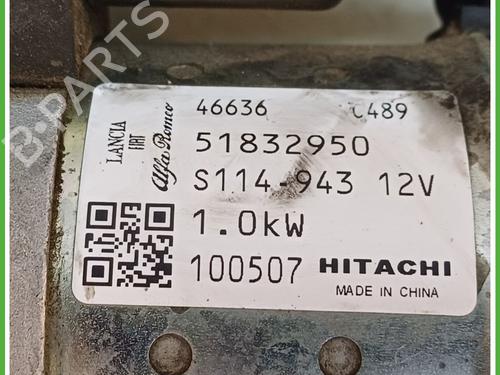 B-PARTS
LANCIA
FIAT
Alfa Romeo
46636 C489
51832950
S114-943 12V
1.0kW
100507 HITACHI
MADE IN CHINA